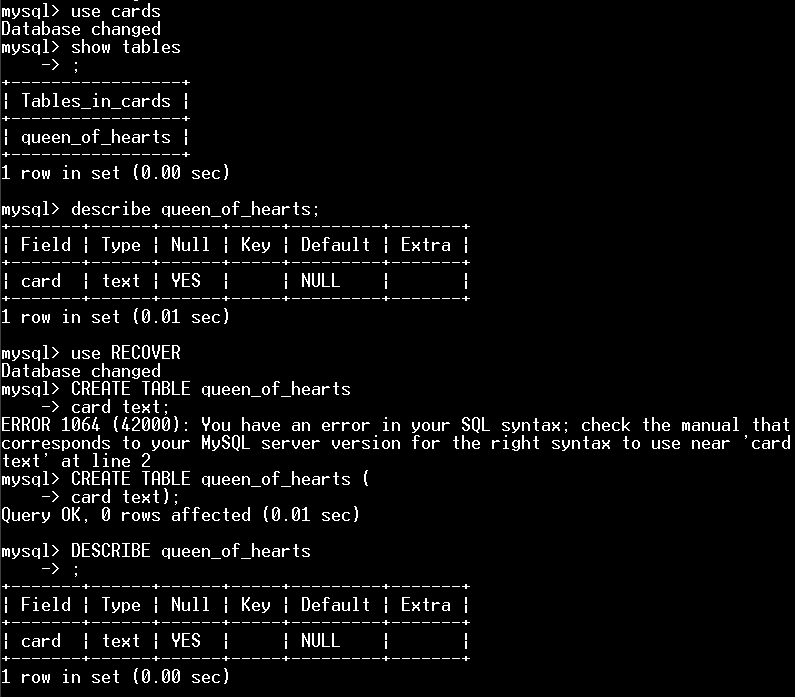 mysql> use cards
Database changed
mysql> show tables
    -> ;
+-----------------+
| Tables_in_cards |
+-----------------+
| queen_of_hearts |
+-----------------+
1 row in set (0.00 sec)

mysql> describe queen_of_hearts;
+-------+------+------+-----+---------+-------+
| Field | Type | Null | Key | Default | Extra |
+-------+------+------+-----+---------+-------+
| card  | text | YES  |     | NULL    |       |
+-------+------+------+-----+---------+-------+
1 row in set (0.01 sec)

mysql> use RECOVER
Database changed
mysql> CREATE TABLE queen_of_hearts
    -> card text;
ERROR 1064 (42000): You have an error in your SQL syntax; check the manual that
corresponds to your MySQL server version for the right syntax to use near 'card
text' at line 2
mysql> CREATE TABLE queen_of_hearts (
    -> card text);
Query OK, 0 rows affected (0.01 sec)

mysql> DESCRIBE queen_of_hearts
    -> ;
+-------+------+------+-----+---------+-------+
| Field | Type | Null | Key | Default | Extra |
+-------+------+------+-----+---------+-------+
| card  | text | YES  |     | NULL    |       |
+-------+------+------+-----+---------+-------+
1 row in set (0.00 sec)